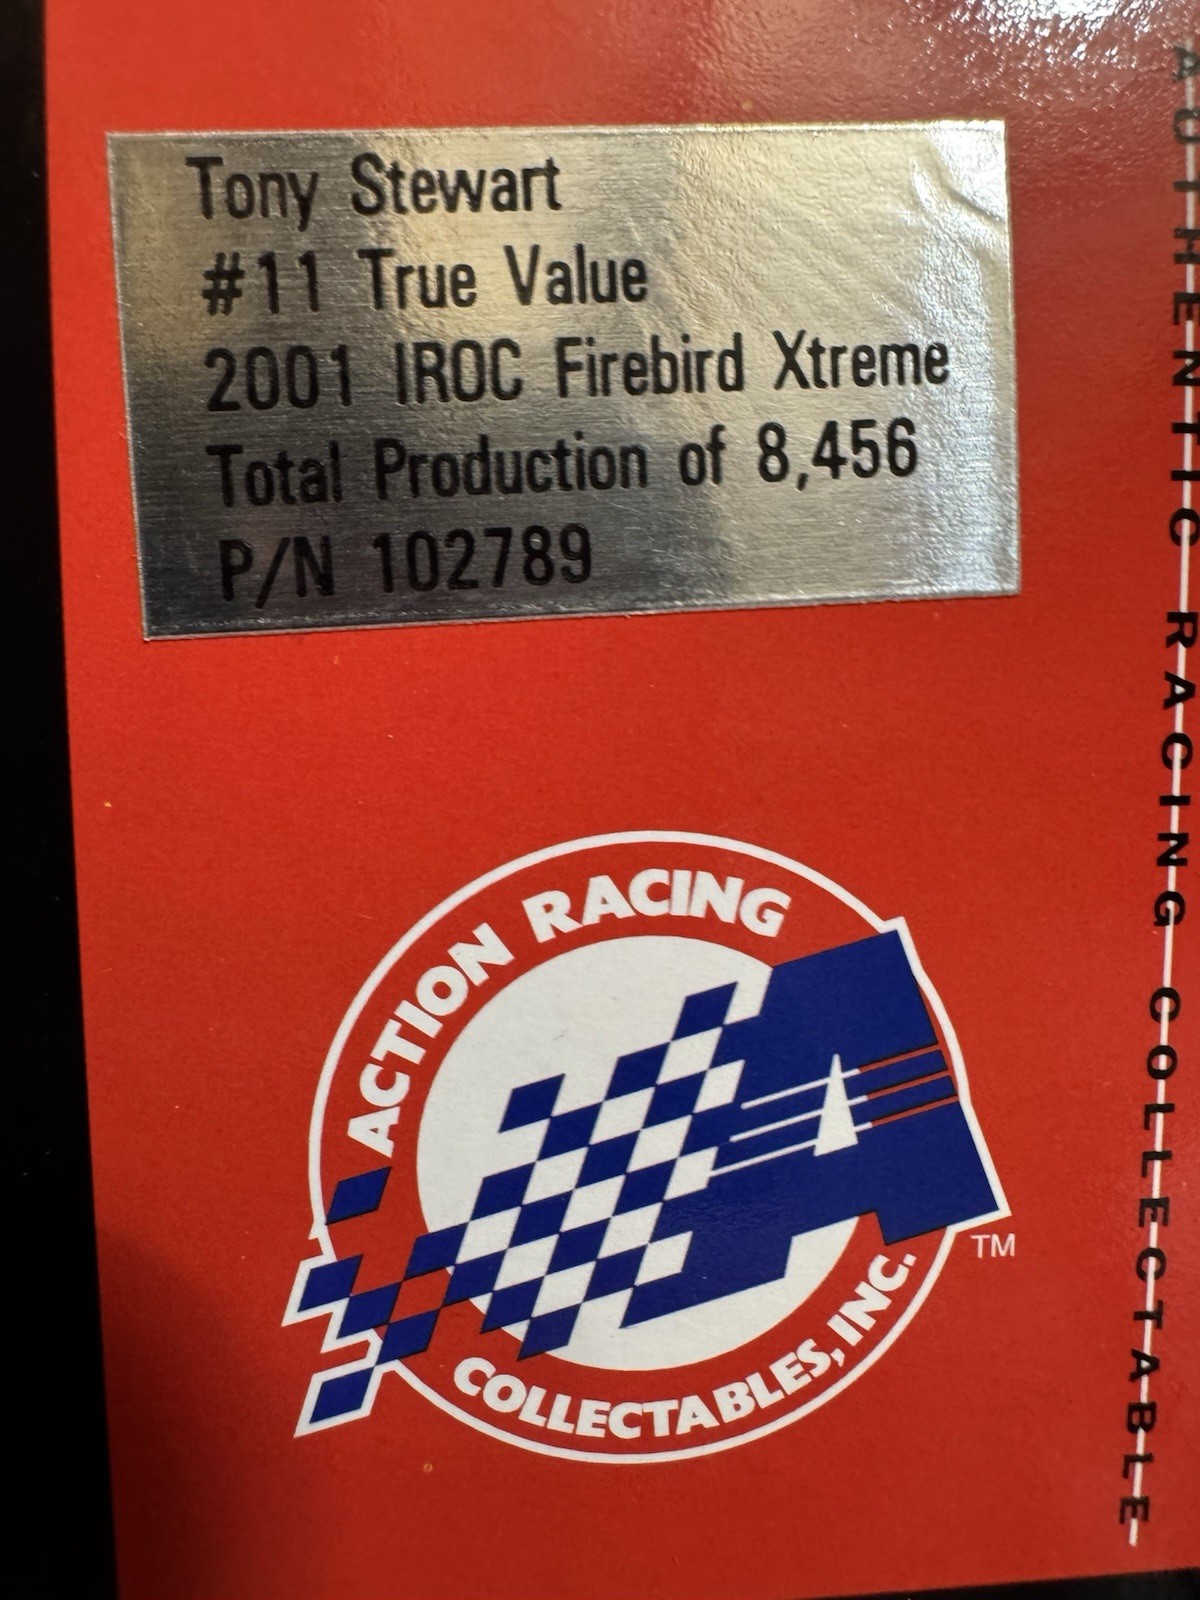 Tony Stewart
#11 True Value
2001 IROC Firebird Xtreme
Total Production of 8,456
P/N 102789
ACTION RACING
COLLECTABLES, INC.
TM
AUTHENTIC RACING COLLECTABLE